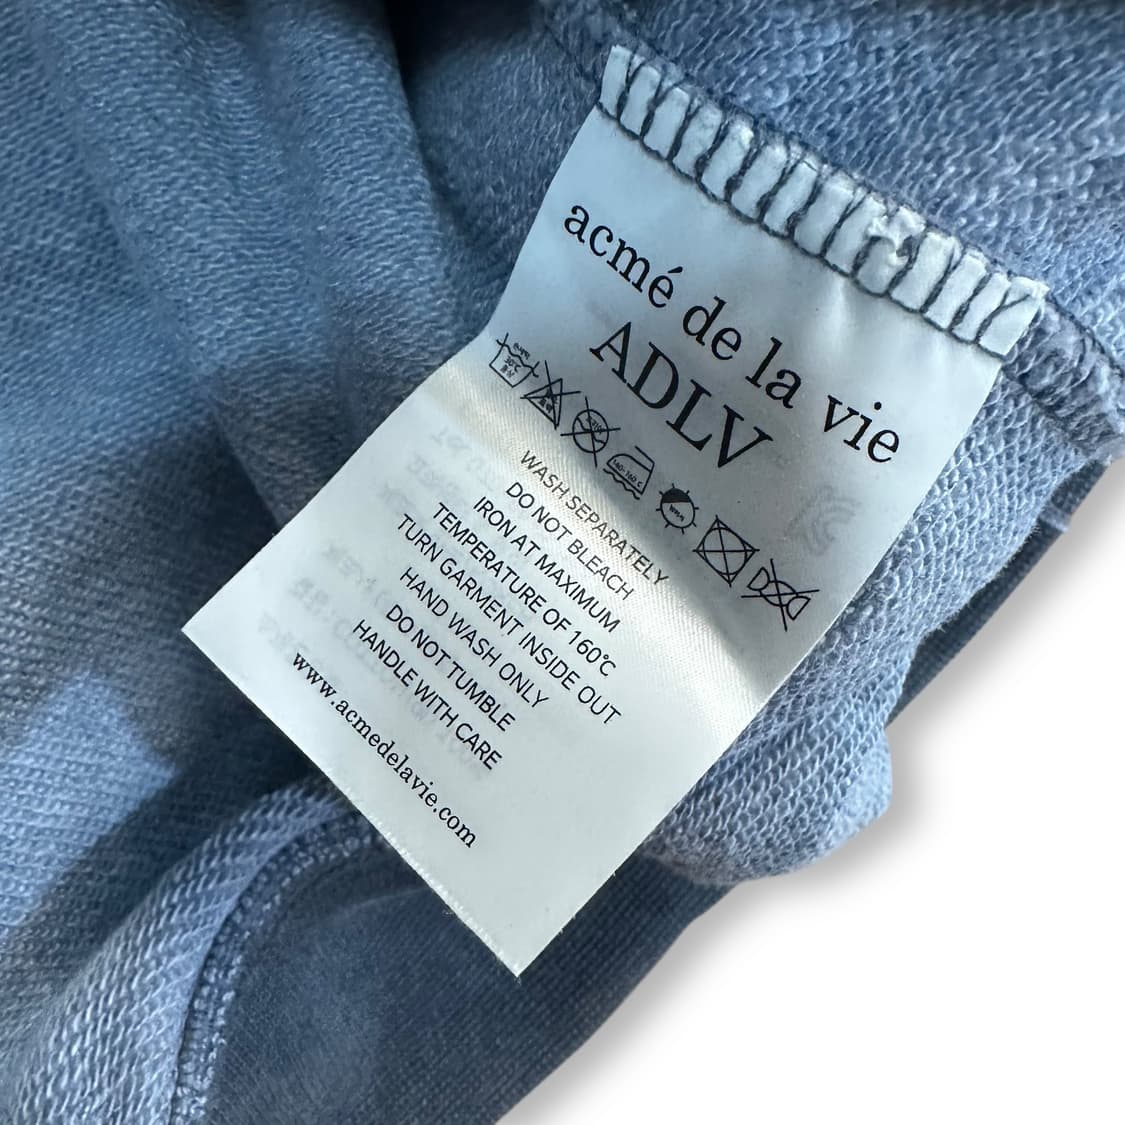 acmé de la vie
ADLV
WASH SEPARATELY
DO NOT BLEACH
IRON AT MAXIMUM
TEMPERATURE OF 160℃
TURN GARMENT INSIDE OUT
HAND WASH ONLY
DO NOT TUMBLE
HANDLE WITH CARE
www.acmedelavie.com